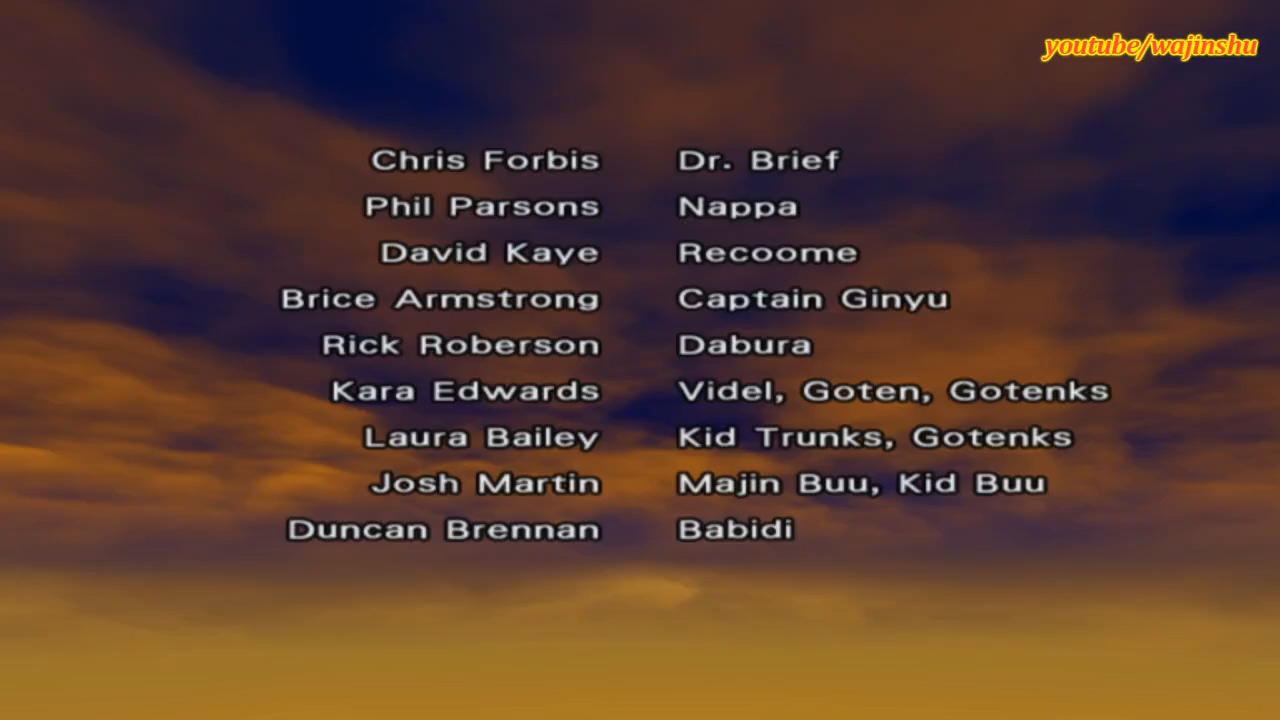 youtube/wajinshu
Chris Forbis Dr. Brief
Phil Parsons Nappa
David Kaye Recoome
Brice Armstrong Captain Ginyu
Rick Roberson Dabura
Kara Edwards Videl, Goten, Gotenks
Laura Bailey Kid Trunks, Gotenks
Josh Martin Majin Buu, Kid Buu
Duncan Brennan Babidi